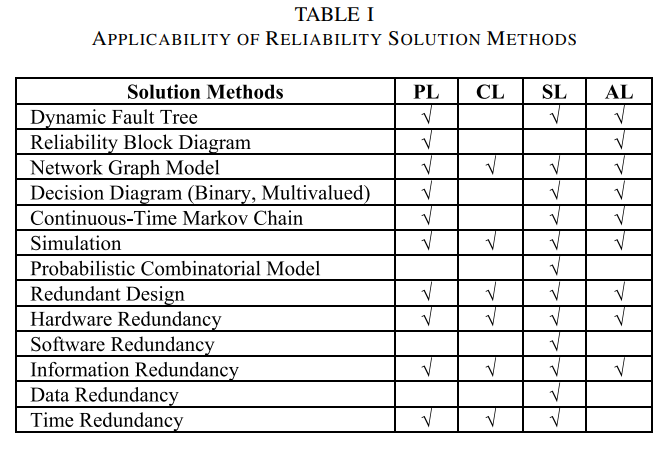 TABLE I
APPLICABILITY OF RELIABILITY SOLUTION METHODS
Solution Methods PL CL SL AL
Dynamic Fault Tree √ √ √
Reliability Block Diagram √ √
Network Graph Model √ √ √ √
Decision Diagram (Binary, Multivalued) √ √ √
Continuous-Time Markov Chain √ √ √
Simulation √ √ √ √
Probabilistic Combinatorial Model √
Redundant Design √ √ √ √
Hardware Redundancy √ √ √ √
Software Redundancy √
Information Redundancy √ √ √ √
Data Redundancy √
Time Redundancy √ √ √